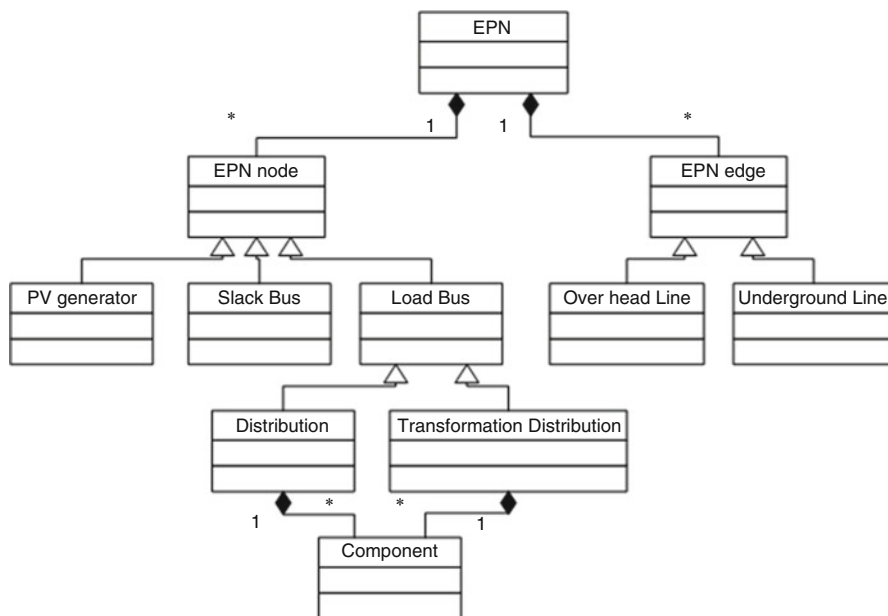 EPN
* 1 1 *
EPN node
EPN edge
PV generator
Slack Bus
Load Bus
Over head Line
Underground Line
Distribution
Transformation Distribution
1 * * 1
Component